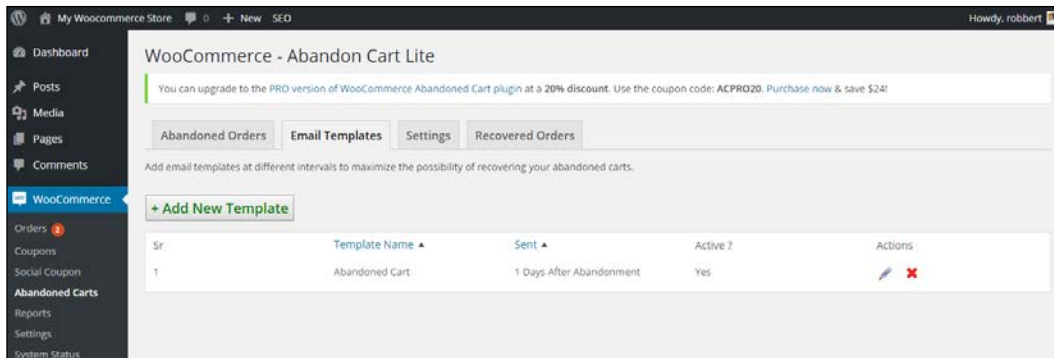 My Woocommerce Store 0 + New SEO Howdy, robbert
Dashboard
Posts
Media
Pages
Comments
WooCommerce
Orders 2
Coupons
Social Coupon
Abandoned Carts
Reports
Settings
System Status
WooCommerce - Abandon Cart Lite
You can upgrade to the PRO version of WooCommerce Abandoned Cart plugin at a 20% discount. Use the coupon code: ACPRO20. Purchase now & save $24!
Abandoned Orders Email Templates Settings Recovered Orders
Add email templates at different intervals to maximize the possibility of recovering your abandoned carts.
+ Add New Template
Sr Template Name ▲ Sent ▲ Active ? Actions
1 Abandoned Cart 1 Days After Abandonment Yes